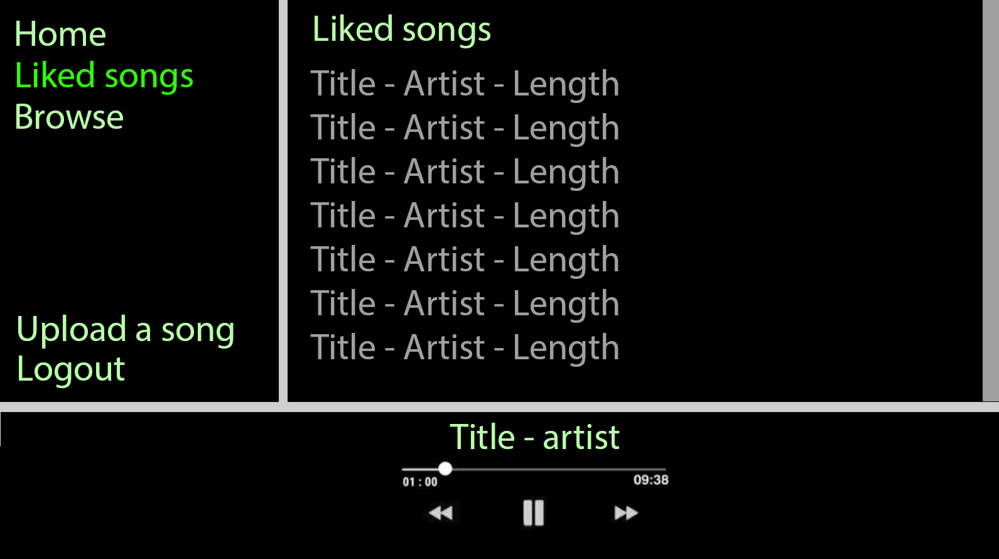 Home
Liked songs
Browse
Upload a song
Logout
Liked songs
Title - Artist - Length
Title - Artist - Length
Title - Artist - Length
Title - Artist - Length
Title - Artist - Length
Title - Artist - Length
Title - Artist - Length
Title - artist
01 : 00
09:38